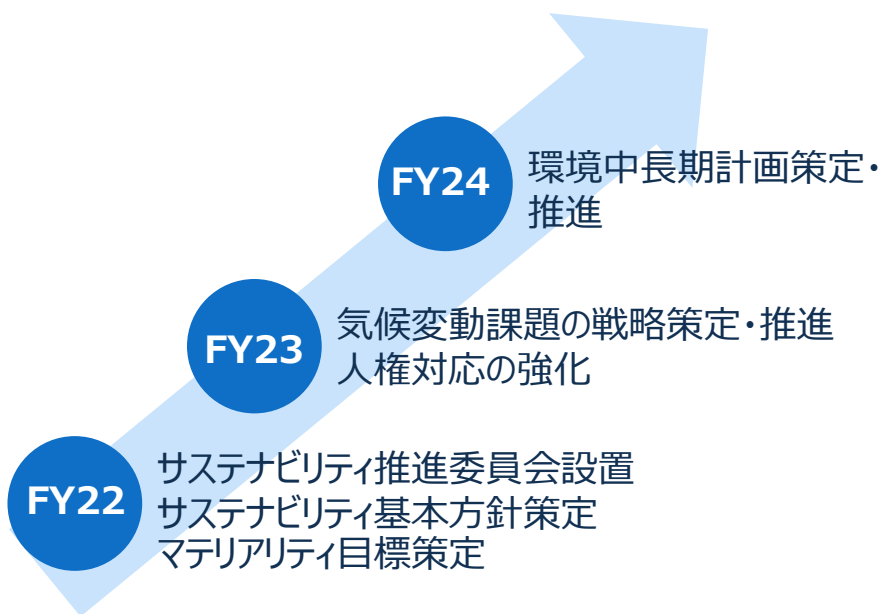 FY24
環境中長期計画策定・
推進
FY23
気候変動課題の戦略策定・推進
人権対応の強化
FY22
サステナビリティ推進委員会設置
サステナビリティ基本方針策定
マテリアリティ目標策定